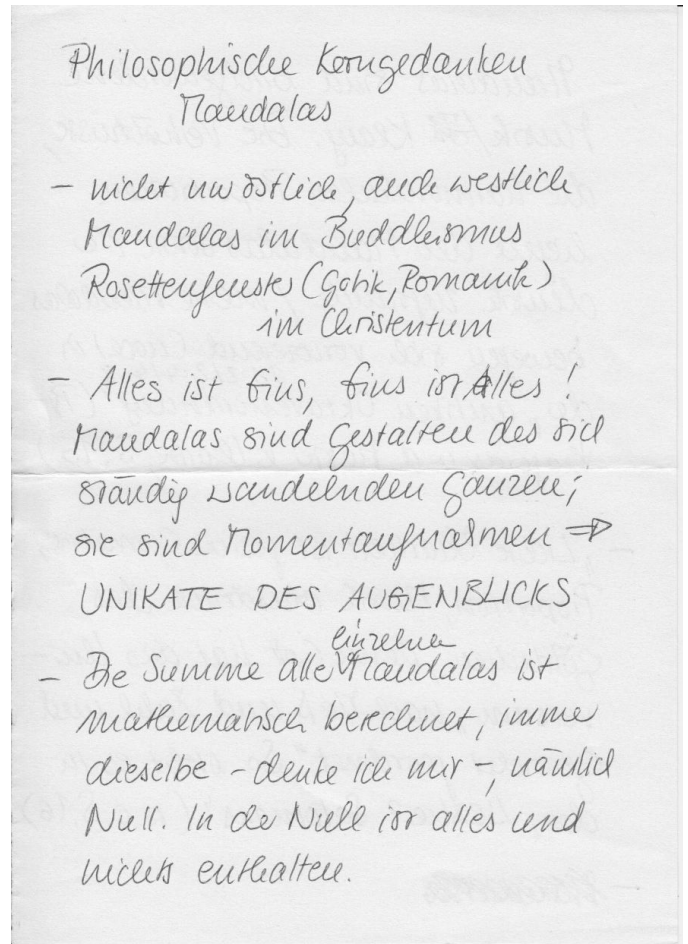 Philosophische Kerngedanken
Mandalas
- nicht nur östlich, auch westlich
Mandalas im Buddhismus
Rosettenfenster (Gotik, Romanik)
im Christentum
- Alles ist Eins, Eins ist Alles!
Mandalas sind Gestalten des sich
ständig wandelnden Ganzen;
sie sind Momentaufnahmen ⇒
UNIKATE DES AUGENBLICKS
einzelner
- Die Summe aller Mandalas ist
mathematisch berechnet, immer
dieselbe - denke ich mir -, nämlich
Null. In der Null ist alles und
nichts enthalten.